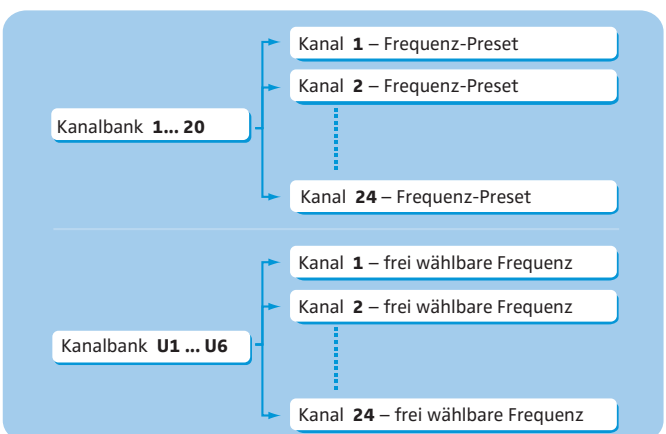 Kanal 1 – Frequenz-Preset
Kanal 2 – Frequenz-Preset
Kanalbank 1... 20
Kanal 24 – Frequenz-Preset
Kanal 1 – frei wählbare Frequenz
Kanal 2 – frei wählbare Frequenz
Kanalbank U1 ... U6
Kanal 24 – frei wählbare Frequenz